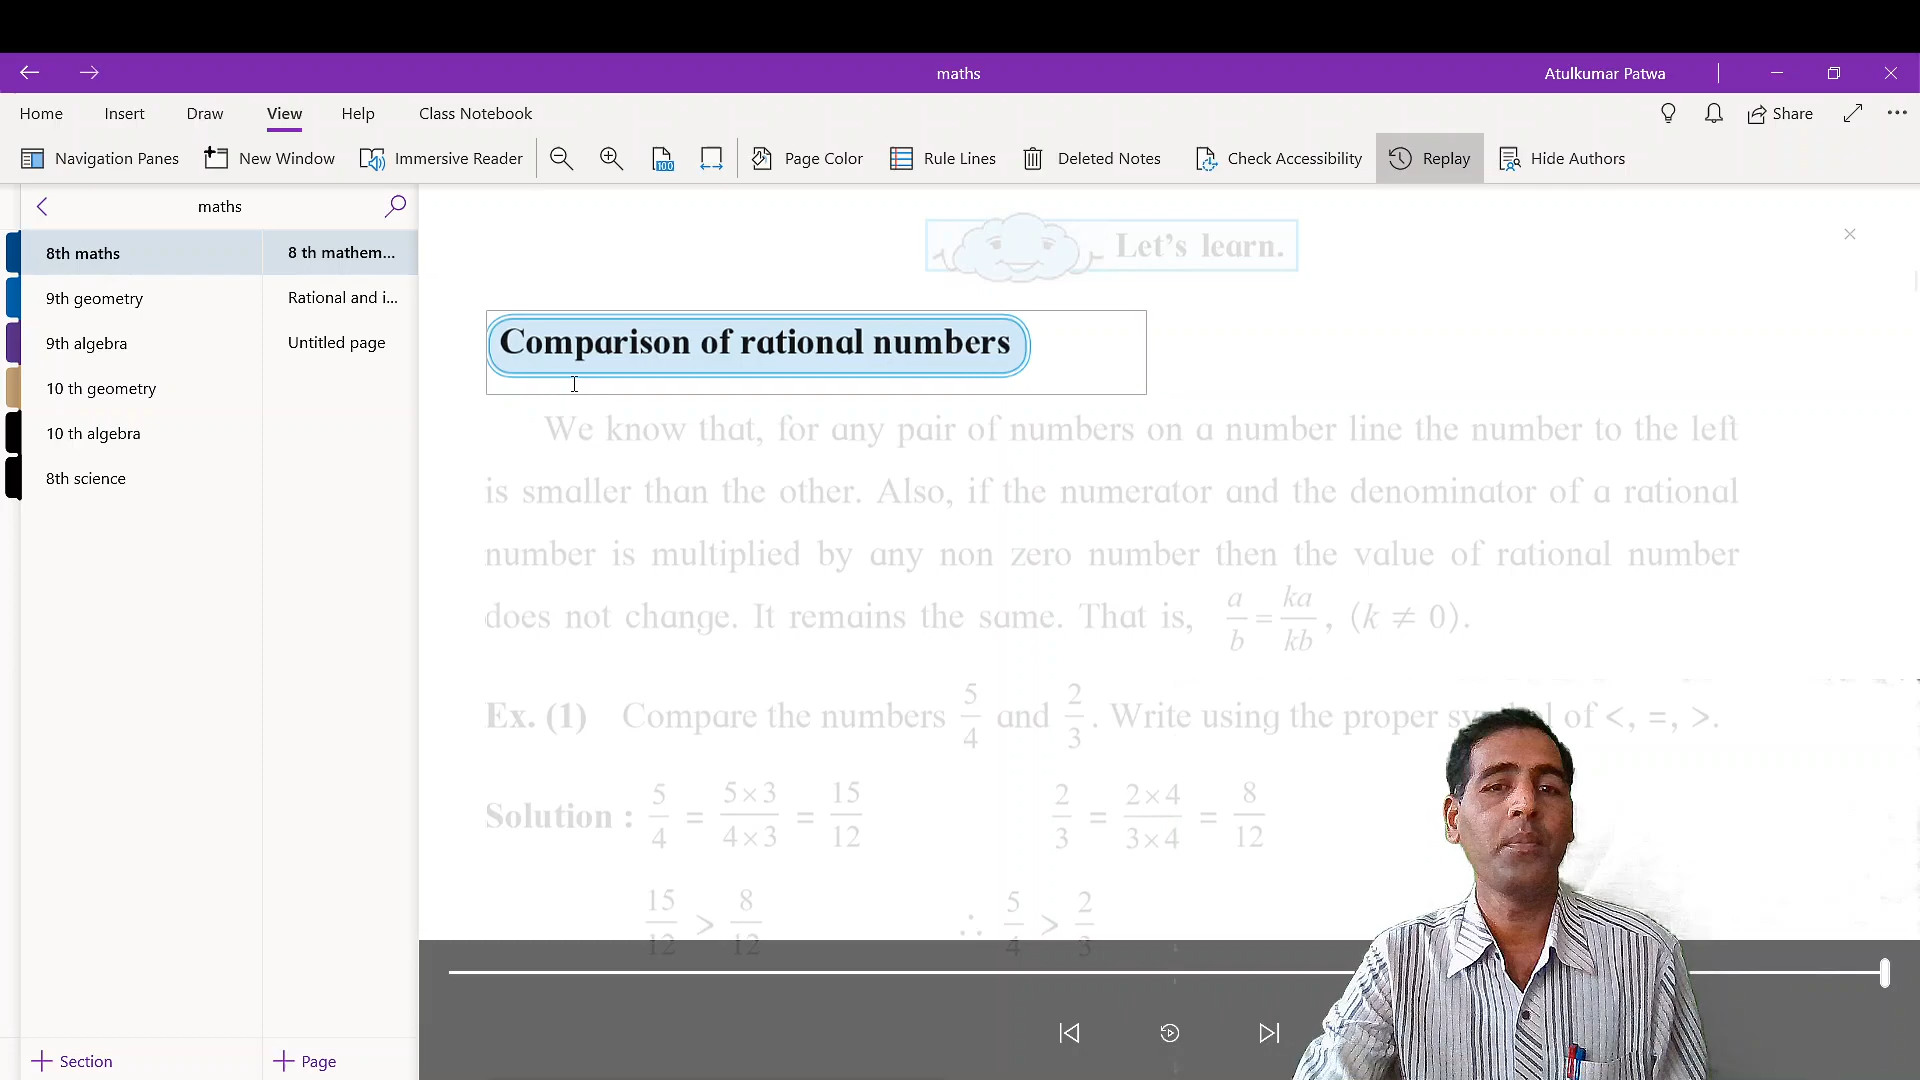 maths
Atulkumar Patwa
Home Insert Draw View Help Class Notebook
Share
Navigation Panes New Window Immersive Reader 100 Page Color Rule Lines Deleted Notes Check Accessibility Replay Hide Authors
maths
8th maths
9th geometry
9th algebra
10 th geometry
10 th algebra
8th science
8 th mathem...
Rational and i...
Untitled page
Let's learn.
Comparison of rational numbers
We know that, for any pair of numbers on a number line the number to the left
is smaller than the other. Also, if the numerator and the denominator of a rational
number is multiplied by any non zero number then the value of rational number
does not change. It remains the same. That is, a/b = ka/kb, (k ≠ 0).
Ex. (1) Compare the numbers 5/4 and 2/3. Write using the proper of <, =, >.
Solution : 5/4 = 5×3/4×3 = 15/12 2/3 = 2×4/3×4 = 8/12
15/12 > 8/12 ∴ 5/4 > 2/3
Section
Page